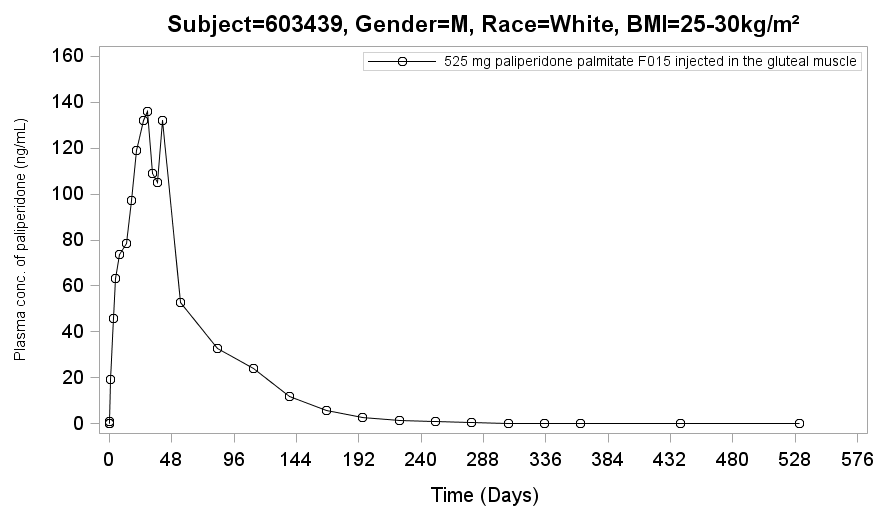 Subject=603439, Gender=M, Race=White, BMI=25-30kg/m²
525 mg paliperidone palmitate F015 injected in the gluteal muscle
Plasma conc. of paliperidone (ng/mL)
160
140
120
100
80
60
40
20
0
0 48 96 144 192 240 288 336 384 432 480 528 576
Time (Days)